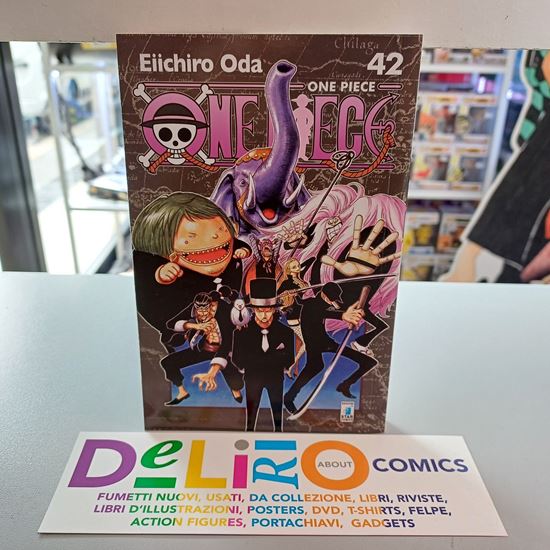 Eiichiro Oda 42
ONE PIECE
ONE PIECE
STAR
DeLiRIO ABOUT COMICS
FUMETTI NUOVI, USATI, DA COLLEZIONE, LIBRI, RIVISTE,
LIBRI D'ILLUSTRAZIONI, POSTERS, DVD, T-SHIRTS, FELPE,
ACTION FIGURES, PORTACHIAVI, GADGETS